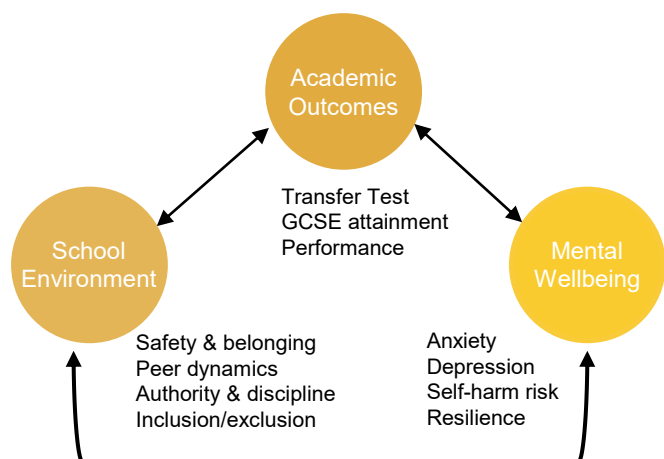 Academic
Outcomes
Transfer Test
GCSE attainment
Performance
School
Environment
Mental
Wellbeing
Safety & belonging
Peer dynamics
Authority & discipline
Inclusion/exclusion
Anxiety
Depression
Self-harm risk
Resilience